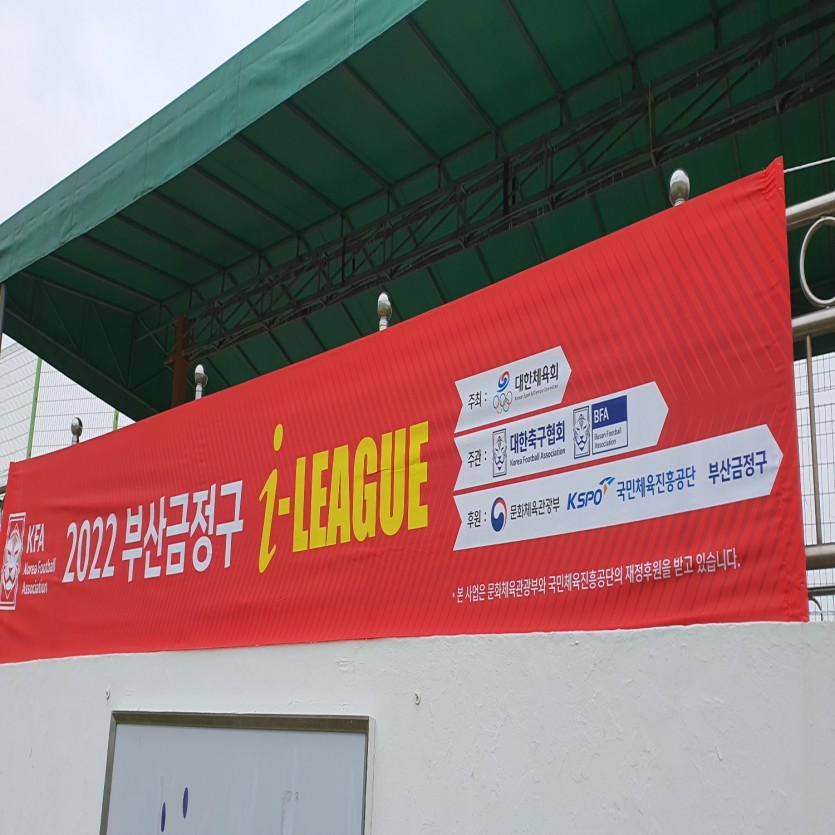 KFA
Korea Football
Association
2022 부산금정구 i-LEAGUE
주최 : 대한체육회
주관 : 대한축구협회
Korea Football Association
BFA
Busan Football
Association
후원 : 문화체육관광부 KSPO 국민체육진흥공단 부산금정구
• 본 사업은 문화체육관광부와 국민체육진흥공단의 재정후원을 받고 있습니다.